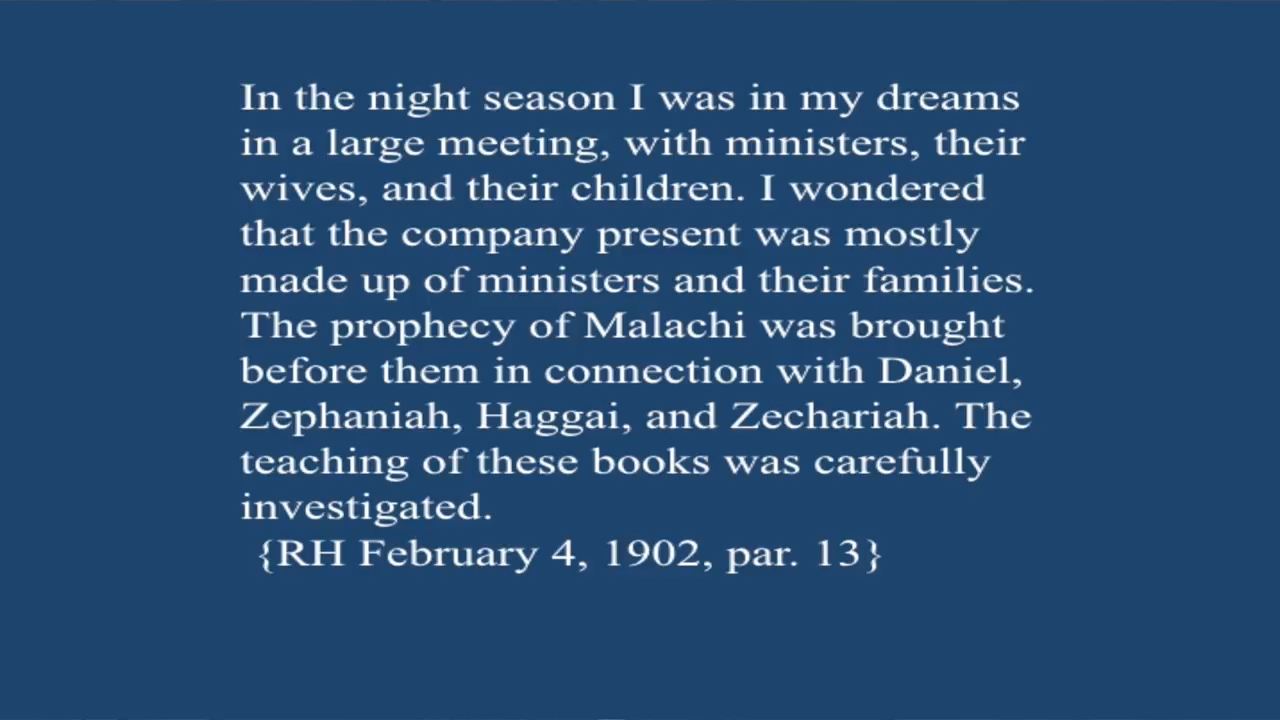 In the night season I was in my dreams
in a large meeting, with ministers, their
wives, and their children. I wondered
that the company present was mostly
made up of ministers and their families.
The prophecy of Malachi was brought
before them in connection with Daniel,
Zephaniah, Haggai, and Zechariah. The
teaching of these books was carefully
investigated.
{RH February 4, 1902, par. 13}